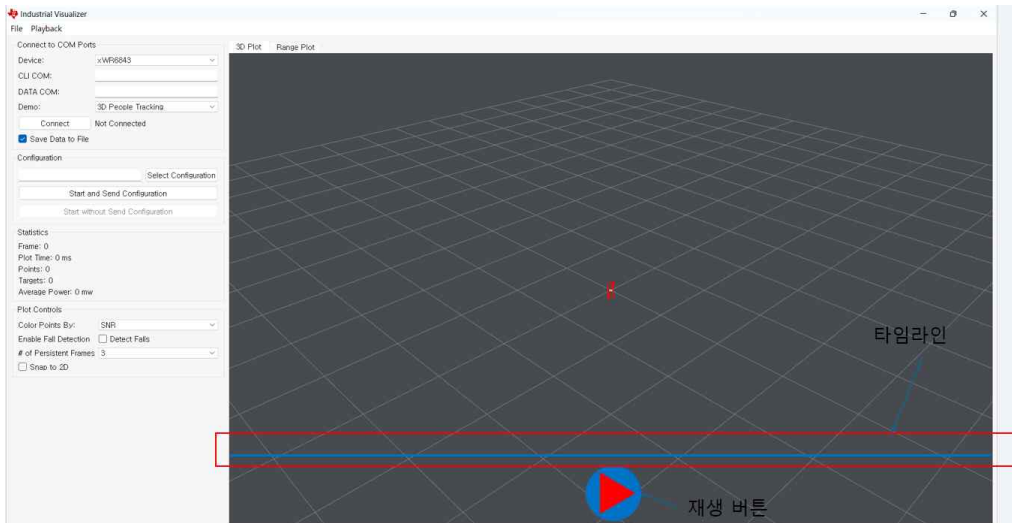 Industrial Visualizer
File Playback
Connect to COM Ports
Device: xWR6843
CLI COM:
DATA COM:
Demo: 3D People Tracking
Connect Not Connected
Save Data to File
Configuration
Select Configuration
Start and Send Configuration
Start without Send Configuration
Statistics
Frame: 0
Plot Time: 0 ms
Points: 0
Targets: 0
Average Power: 0 mw
Plot Controls
Color Points By: SNR
Enable Fall Detection Detect Falls
# of Persistent Frames 3
Snap to 2D
3D Plot Range Plot
타임라인
재생 버튼